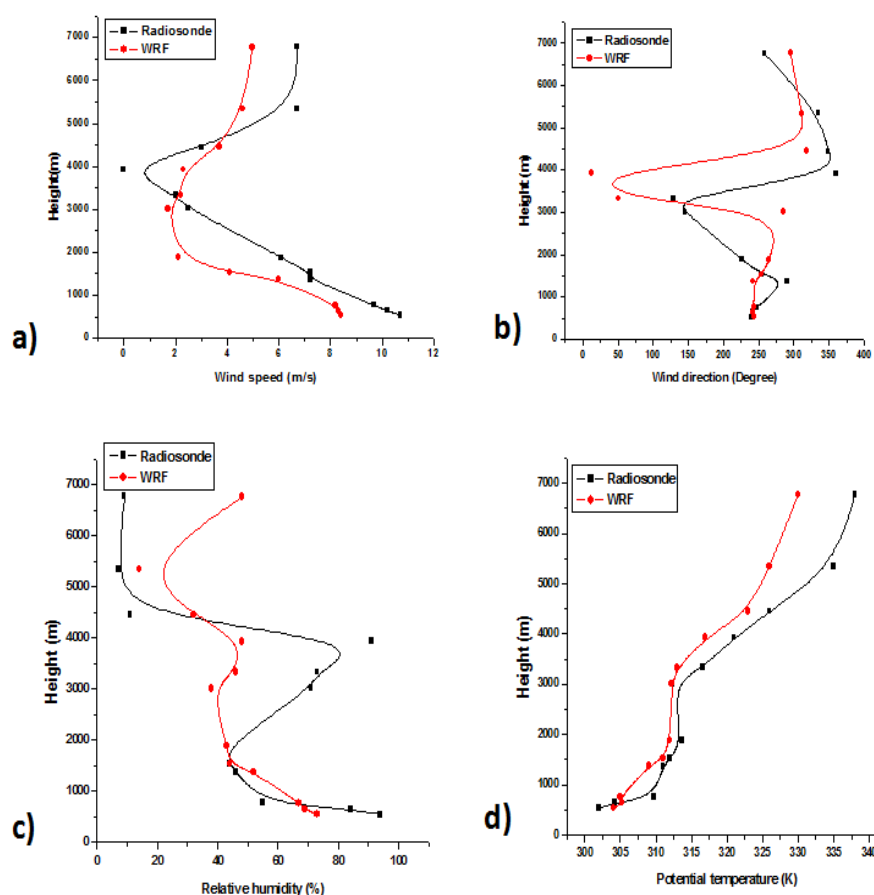 Radiosonde
WRF
7000
6000
5000
4000
3000
2000
1000
0
Height(m)
0 2 4 6 8 10 12
Wind speed (m/s)
a)
Radiosonde
WRF
7000
6000
5000
4000
3000
2000
1000
0
Height (m)
0 50 100 150 200 250 300 350 400
Wind direction (Degree)
b)
Radiosonde
WRF
7000
6000
5000
4000
3000
2000
1000
0
Height (m)
0 20 40 60 80 100
Relative humidity (%)
c)
Radiosonde
WRF
7000
6000
5000
4000
3000
2000
1000
0
Height (m)
300 305 310 315 320 325 330 335 340
Potential temperature (K)
d)